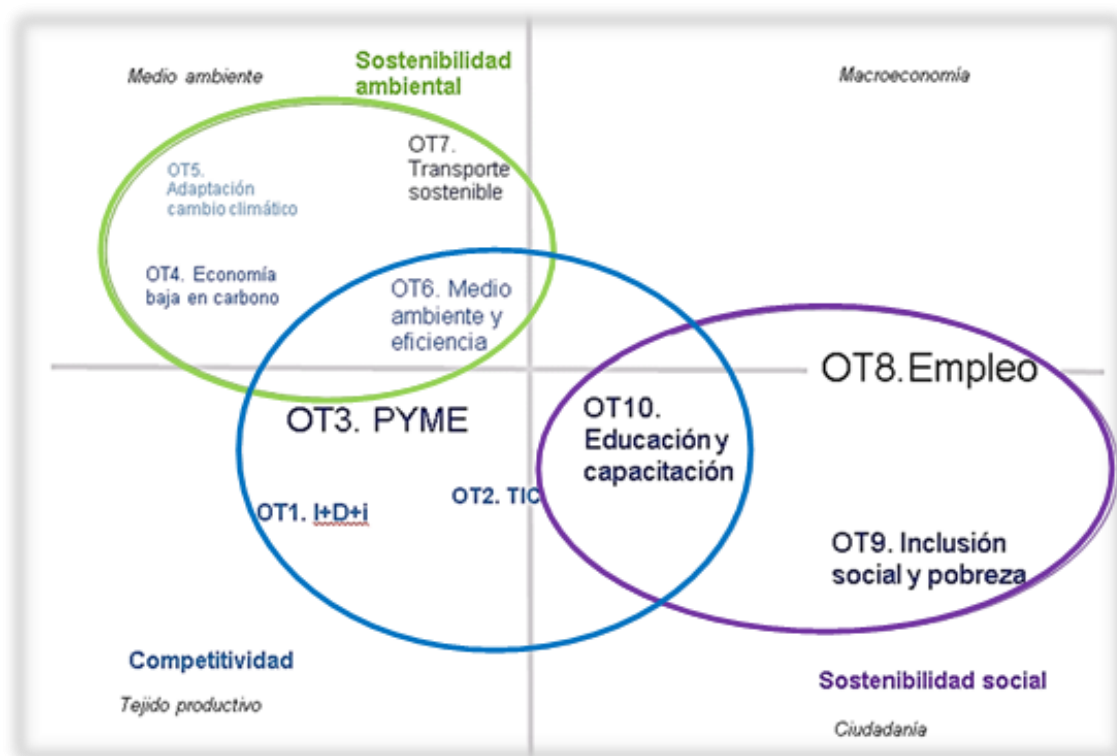 Medio ambiente
Sostenibilidad
ambiental
Macroeconomía
OT7.
Transporte
sostenible
OT5.
Adaptación
cambio climático
OT4. Economía
baja en carbono
OT6. Medio
ambiente y
eficiencia
OT8.Empleo
OT3. PYME
OT10.
Educación y
capacitación
OT2. TIC
OT1. I+D+i
OT9. Inclusión
social y pobreza
Competitividad
Tejido productivo
Sostenibilidad social
Ciudadanía